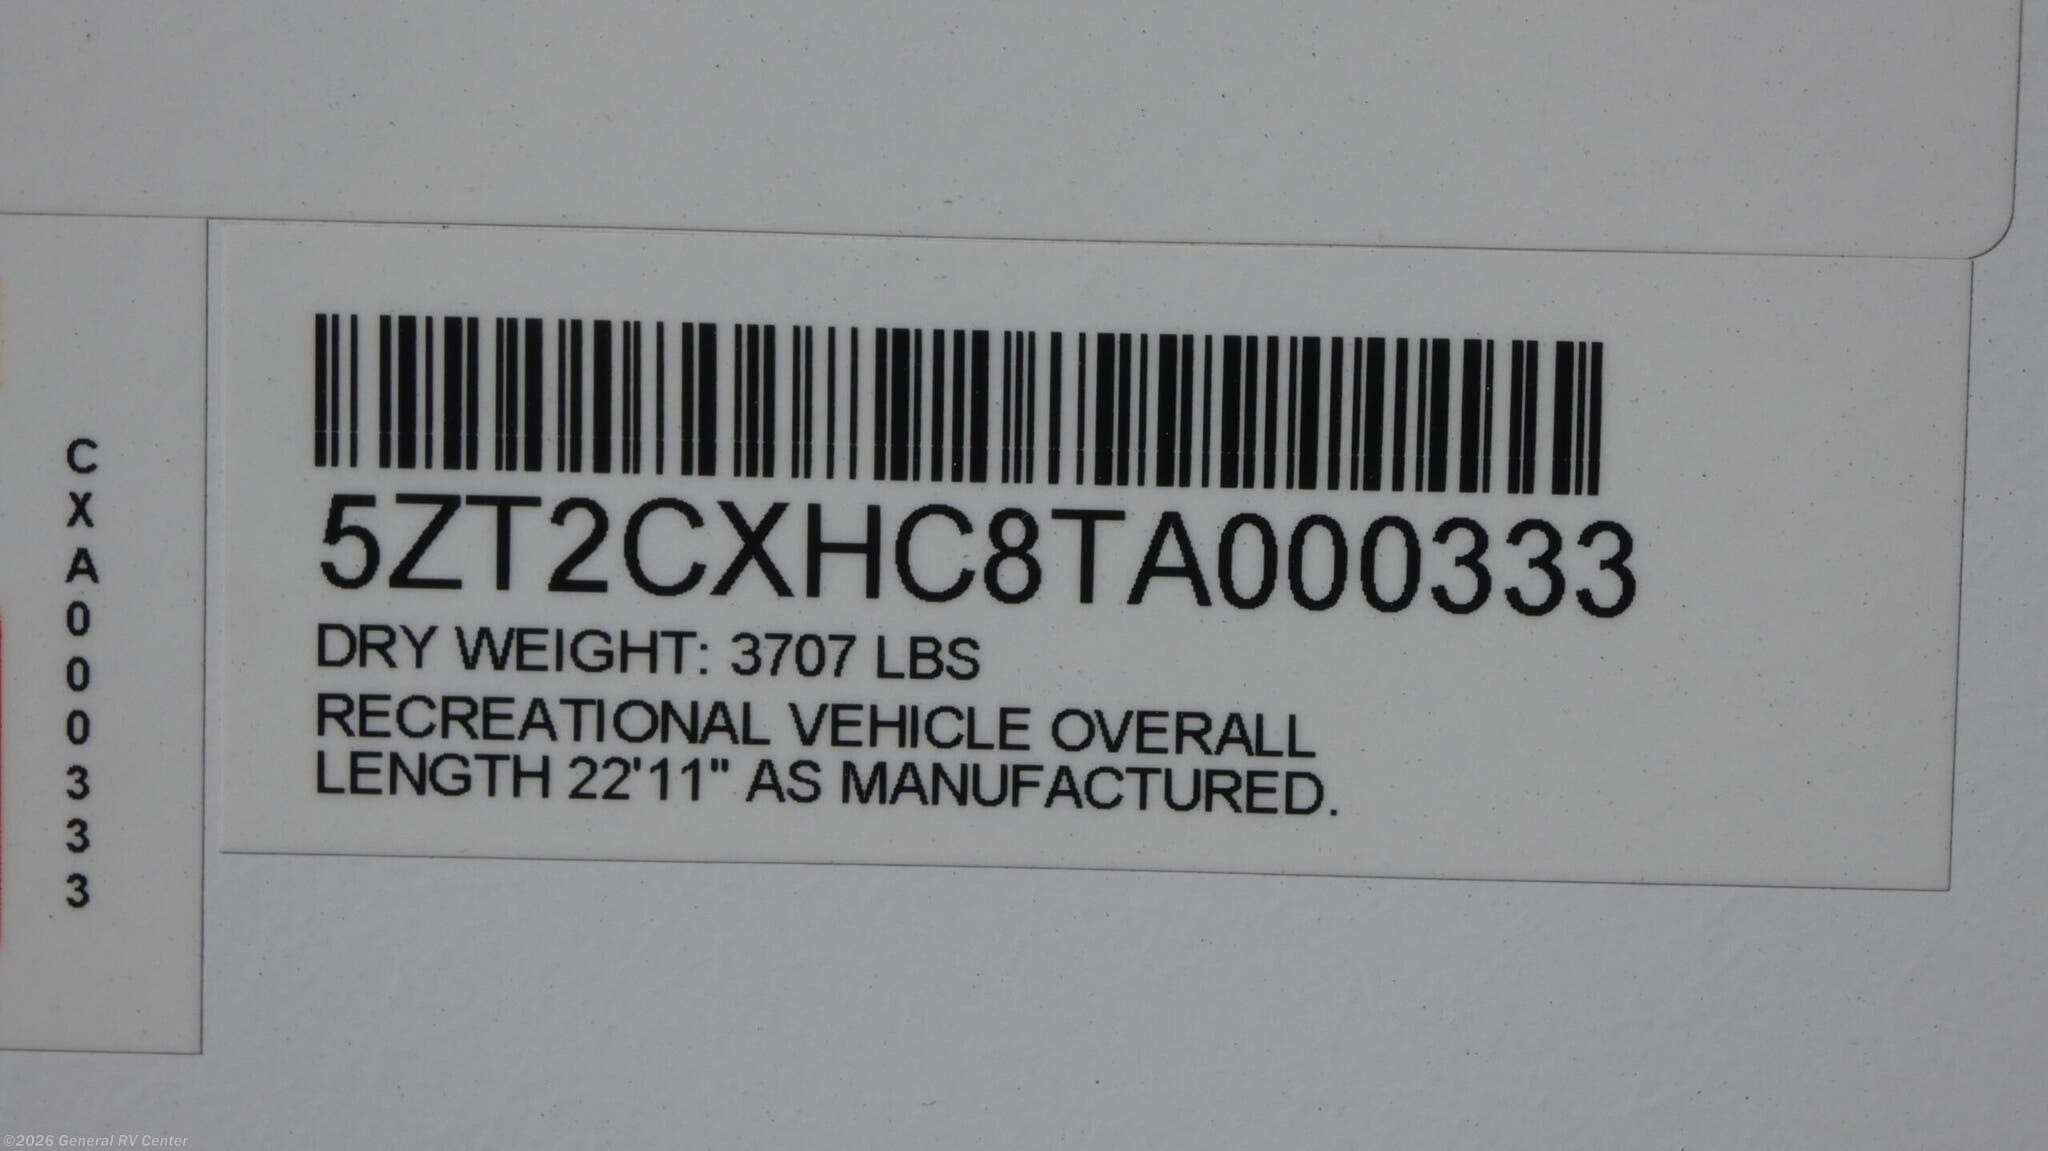 5ZT2CXHC8TA000333
DRY WEIGHT: 3707 LBS
RECREATIONAL VEHICLE OVERALL
LENGTH 22'11" AS MANUFACTURED.
CXA000333
©2026 General RV Center